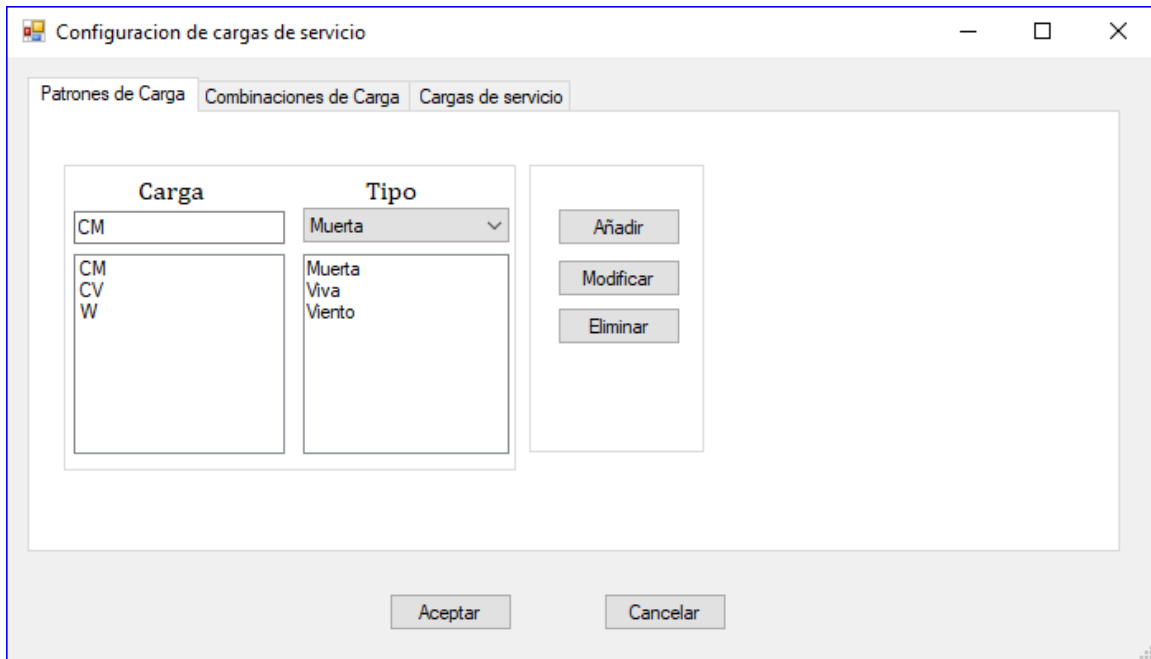 Configuracion de cargas de servicio
Patrones de Carga
Combinaciones de Carga
Cargas de servicio
Carga
Tipo
CM
Muerta
CM
CV
W
Muerta
Viva
Viento
Añadir
Modificar
Eliminar
Aceptar
Cancelar